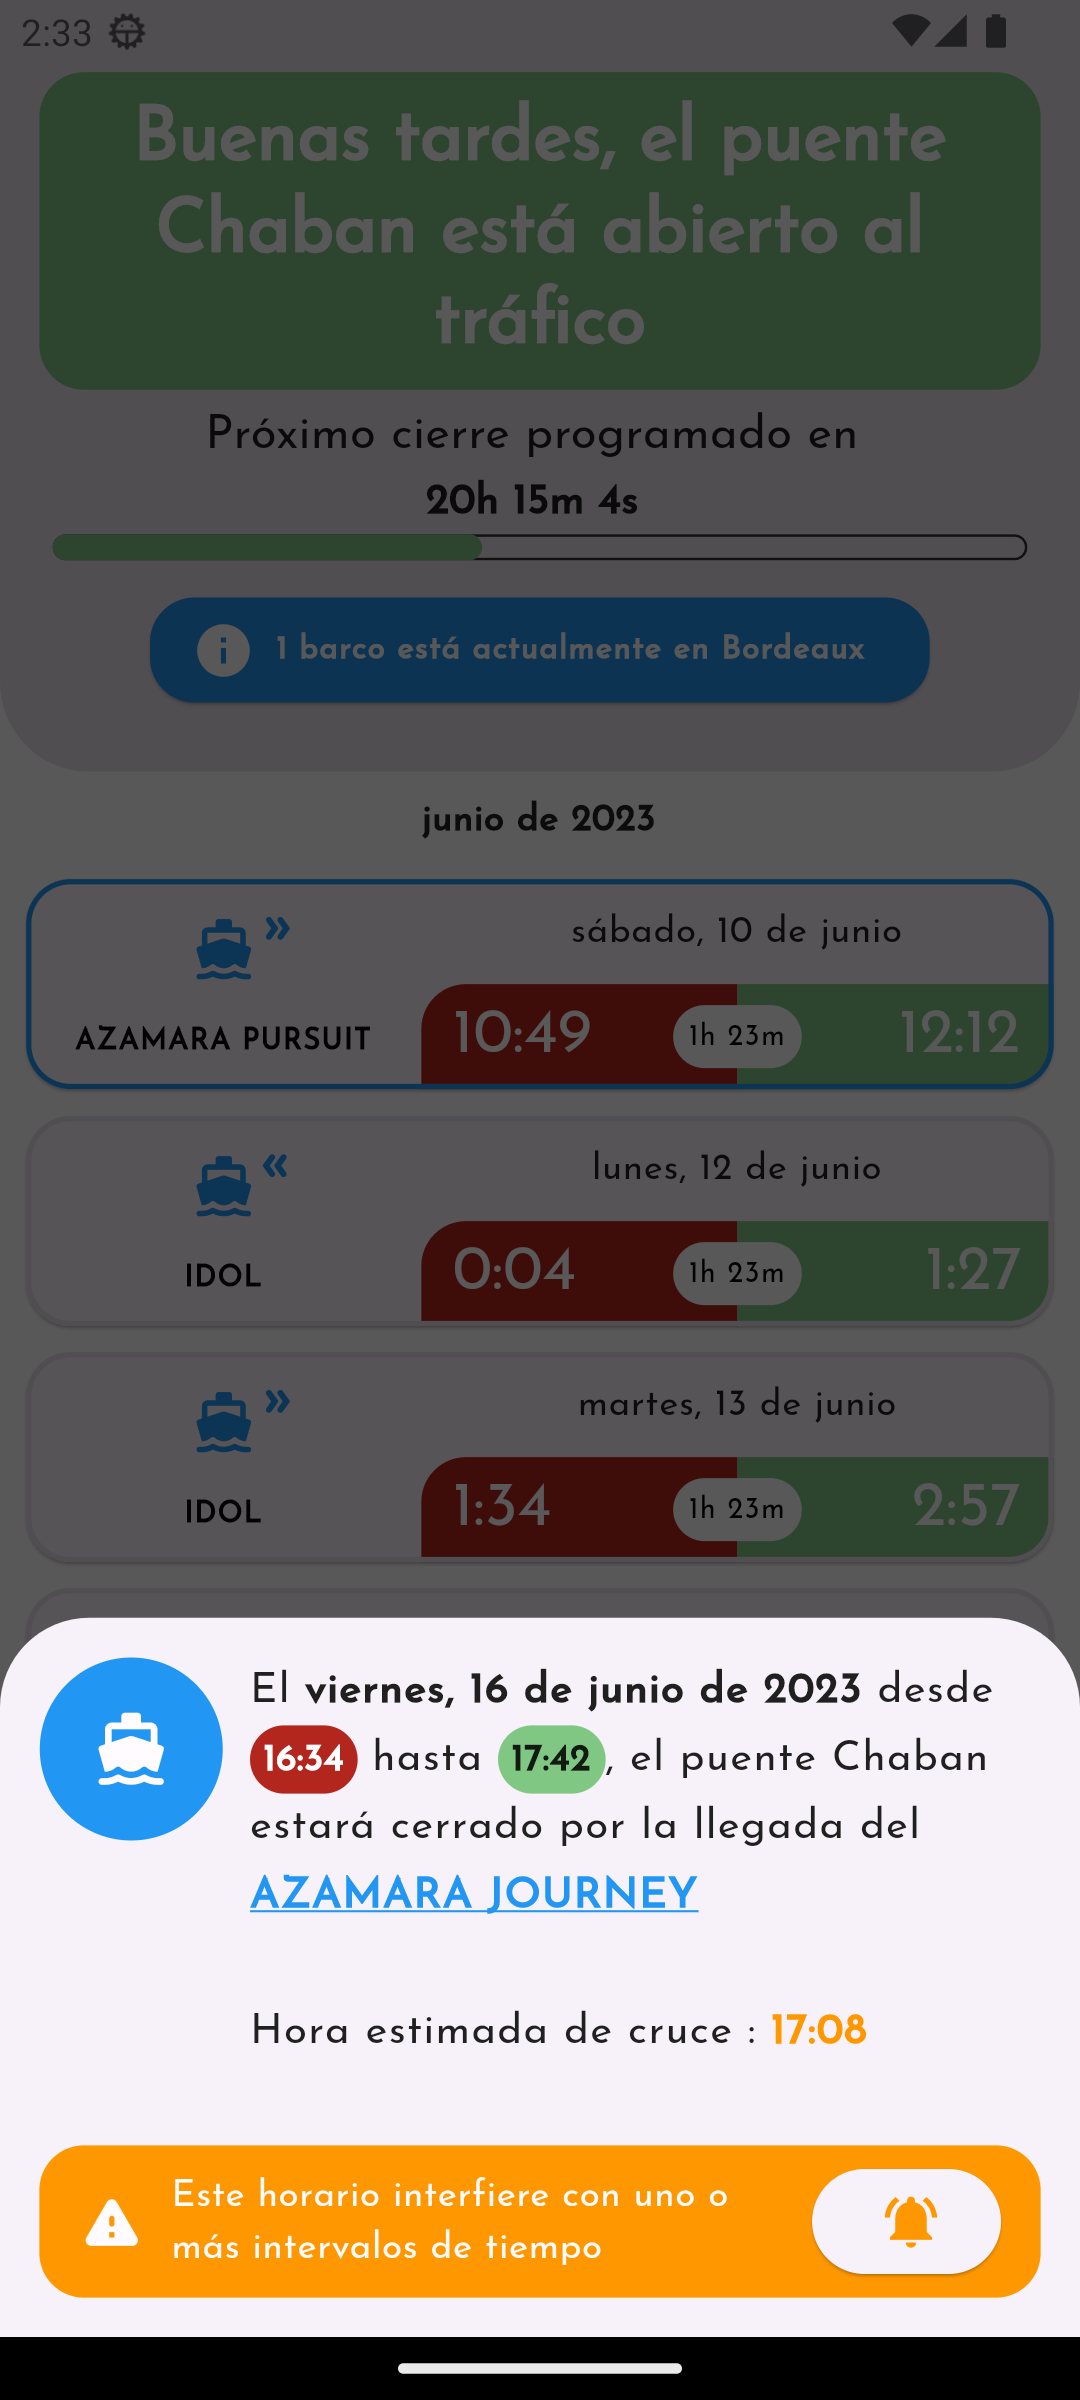 2:33
Buenas tardes, el puente
Chaban está abierto al
tráfico
Próximo cierre programado en
20h 15m 4s
1 barco está actualmente en Bordeaux
junio de 2023
sábado, 10 de junio
AZAMARA PURSUIT
10:49 1h 23m 12:12
lunes, 12 de junio
IDOL
0:04 1h 23m 1:27
martes, 13 de junio
IDOL
1:34 1h 23m 2:57
El viernes, 16 de junio de 2023 desde
16:34 hasta 17:42, el puente Chaban
estará cerrado por la llegada del
AZAMARA JOURNEY
Hora estimada de cruce : 17:08
Este horario interfiere con uno o
más intervalos de tiempo